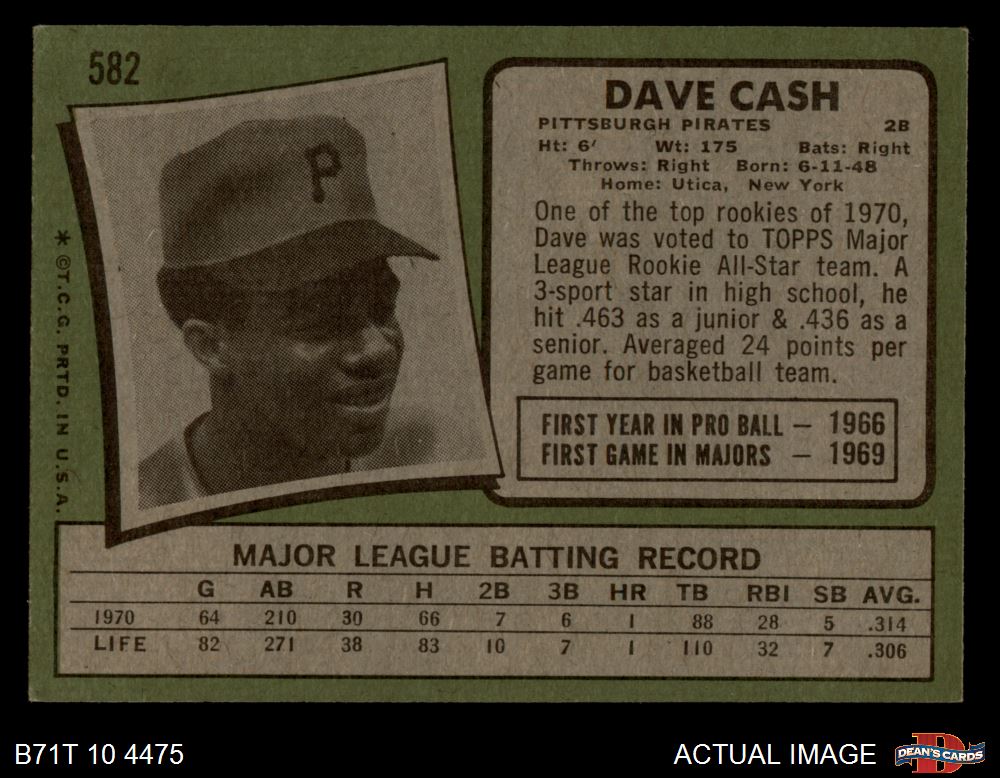 582
P
DAVE CASH
PITTSBURGH PIRATES 2B
Ht: 6' Wt: 175 Bats: Right
Throws: Right Born: 6-11-48
Home: Utica, New York
One of the top rookies of 1970,
Dave was voted to TOPPS Major
League Rookie All-Star team. A
3-sport star in high school, he
hit .463 as a junior & .436 as a
senior. Averaged 24 points per
game for basketball team.
FIRST YEAR IN PRO BALL — 1966
FIRST GAME IN MAJORS — 1969
* ©T.C.G. PRTD. IN U.S.A.
MAJOR LEAGUE BATTING RECORD
G AB R H 2B 3B HR TB RBI SB AVG.
1970 64 210 30 66 7 6 1 88 28 5 .314
LIFE 82 271 38 83 10 7 1 110 32 7 .306
B71T 10 4475
ACTUAL IMAGE
D
DEAN'S CARDS